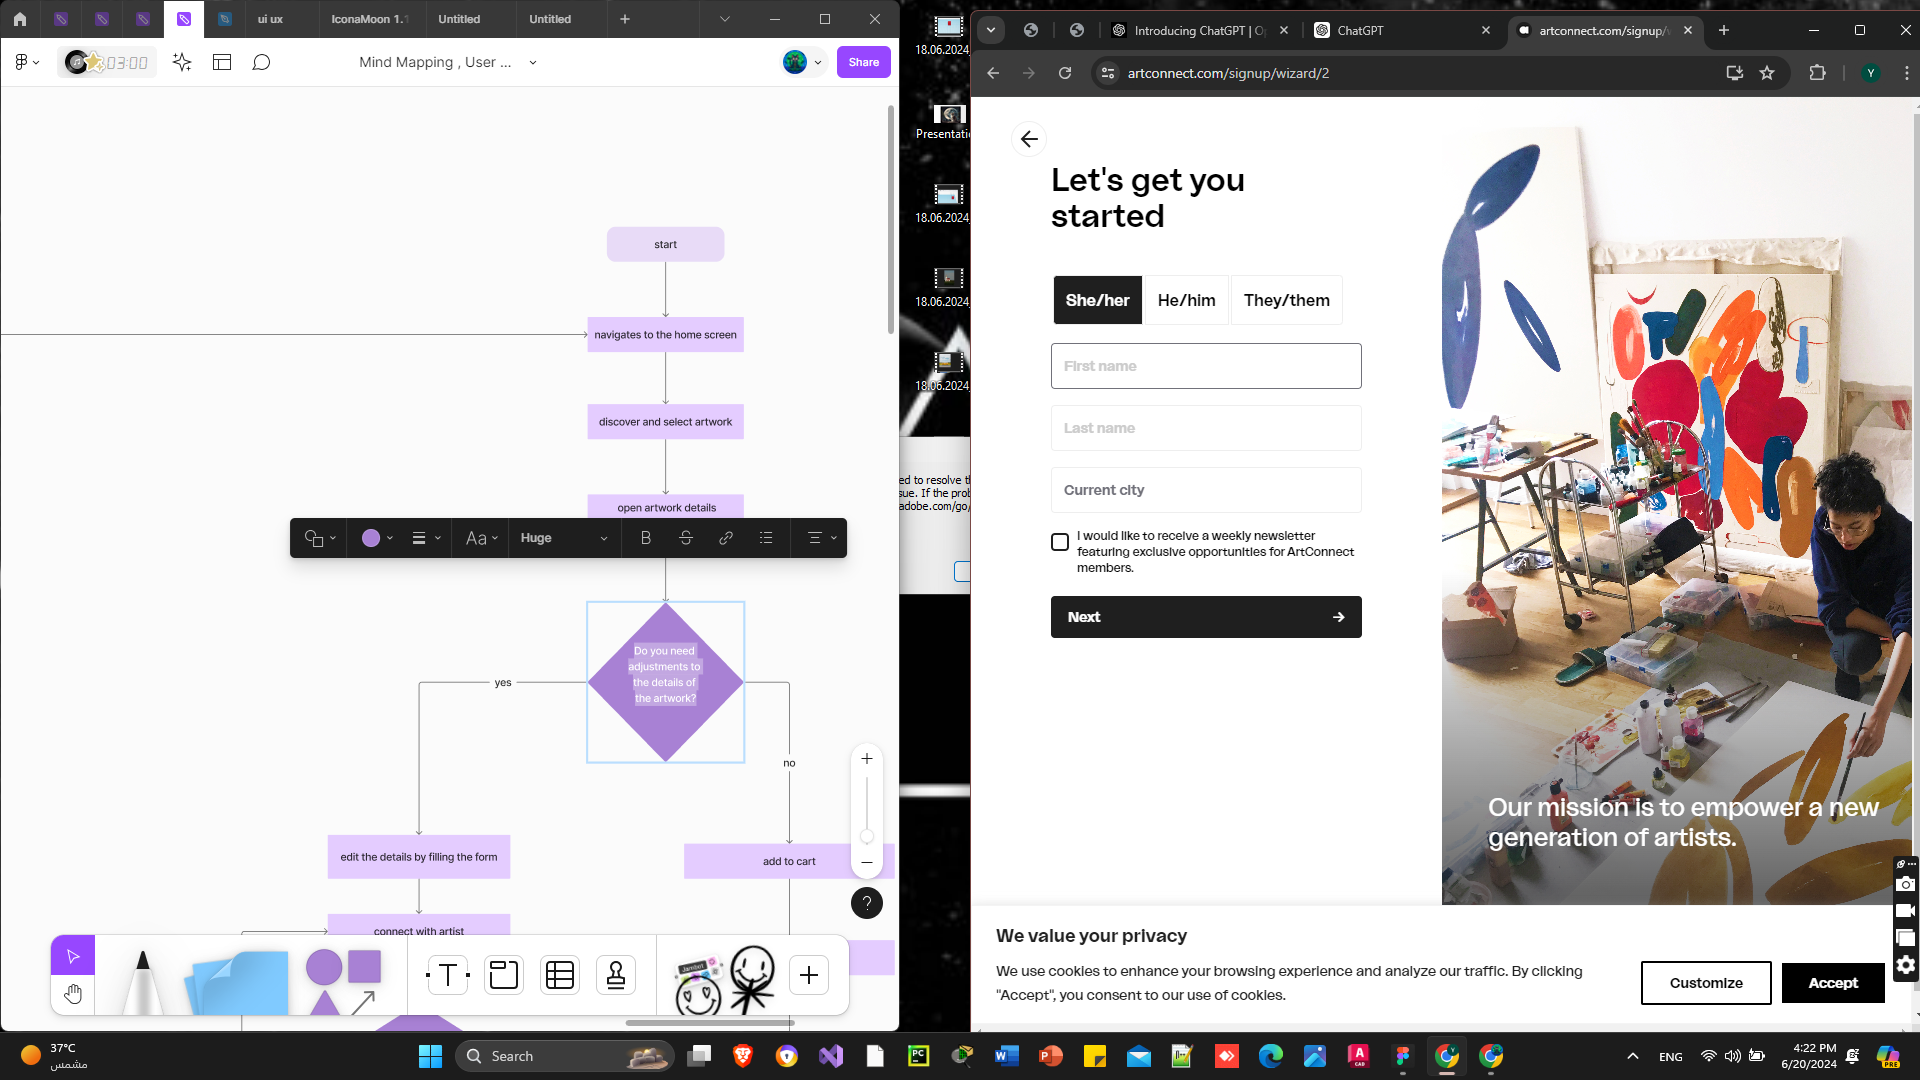 ui ux
IconaMoon 1.1
Untitled
Untitled
03:00
Mind Mapping , User ...
Share
start
navigates to the home screen
discover and select artwork
open artwork details
Aa
Huge
B
S
Do you need
adjustments to
the details of
the artwork?
yes
no
edit the details by filling the form
add to cart
connect with artist
T
?
18.06.2024
Presentatio
18.06.2024
18.06.2024
18.06.2024
ed to resolve th
sue. If the prob
adobe.com/go/
Introducing ChatGPT | O
ChatGPT
artconnect.com/signup/
artconnect.com/signup/wizard/2
Y
Let's get you
started
She/her
He/him
They/them
First name
Last name
Current city
I would like to receive a weekly newsletter
featuring exclusive opportunities for ArtConnect
members.
Next
Our mission is to empower a new
generation of artists.
We value your privacy
We use cookies to enhance your browsing experience and analyze our traffic. By clicking
"Accept", you consent to our use of cookies.
Customize
Accept
37°C
مشمس
Search
ENG
4:22 PM
6/20/2024